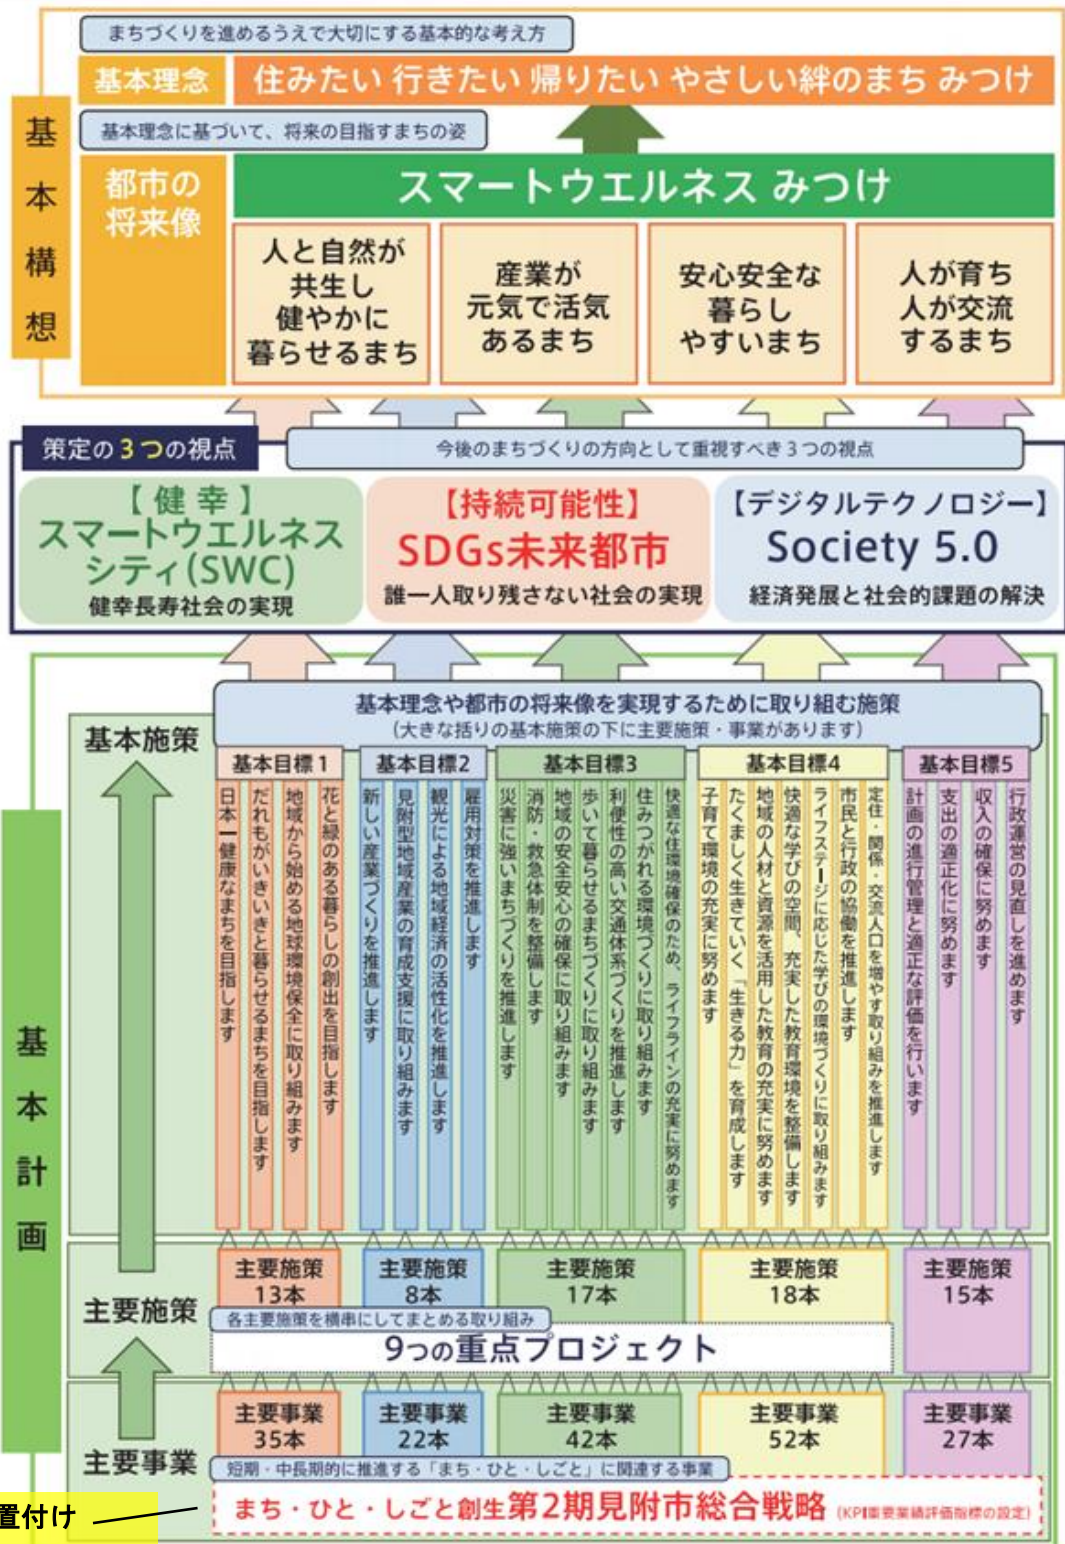 まちづくりを進めるうえで大切にする基本的な考え方
基本理念
住みたい 行きたい 帰りたい やさしい絆のまち みつけ
基本構想
基本理念に基づいて、将来の目指すまちの姿
都市の
将来像
スマートウエルネス みつけ
人と自然が
共生し
健やかに
暮らせるまち
産業が
元気で活気
あるまち
安心安全な
暮らし
やすいまち
人が育ち
人が交流
するまち
策定の3つの視点
今後のまちづくりの方向として重視すべき3つの視点
【健幸】
スマートウエルネス
シティ(SWC)
健幸長寿社会の実現
【持続可能性】
SDGs未来都市
誰一人取り残さない社会の実現
【デジタルテクノロジー】
Society 5.0
経済発展と社会的課題の解決
基本計画
基本理念や都市の将来像を実現するために取り組む施策
(大きな括りの基本施策の下に主要施策・事業があります)
基本施策
基本目標1
日本一健康なまちを目指します
だれもがいきいきと暮らせるまちを目指します
地域から始める地球環境保全に取り組みます
花と緑のある暮らしの創出を目指します
基本目標2
新しい産業づくりを推進します
見附型地域産業の育成支援に取り組みます
観光による地域経済の活性化を推進します
雇用対策を推進します
基本目標3
災害に強いまちづくりを推進します
消防・救急体制を整備します
地域の安全安心の確保に取り組みます
歩いて暮らせるまちづくりに取り組みます
利便性の高い交通体系づくりを推進します
住みつがれる環境づくりに取り組みます
快適な住環境確保のため、ライフラインの充実に努めます
基本目標4
子育て環境の充実に努めます
たくましく生きていく「生きる力」を育成します
地域の人材と資源を活用した教育の充実に努めます
快適な学びの空間、充実した教育環境を整備します
ライフステージに応じた学びの環境づくりに取り組みます
市民と行政の協働を推進します
定住・関係・交流人口を増やす取り組みを推進します
基本目標5
計画の進行管理と適正な評価を行います
支出の適正化に努めます
収入の確保に努めます
行政運営の見直しを進めます
主要施策
主要施策
13本
主要施策
8本
主要施策
17本
主要施策
18本
主要施策
15本
各主要施策を横串にしてまとめる取り組み
9つの重点プロジェクト
主要事業
主要事業
35本
主要事業
22本
主要事業
42本
主要事業
52本
主要事業
27本
短期・中長期的に推進する「まち・ひと・しごと」に関連する事業
まち・ひと・しごと創生第2期見附市総合戦略 (KPI重要業績評価指標の設定)
置付け